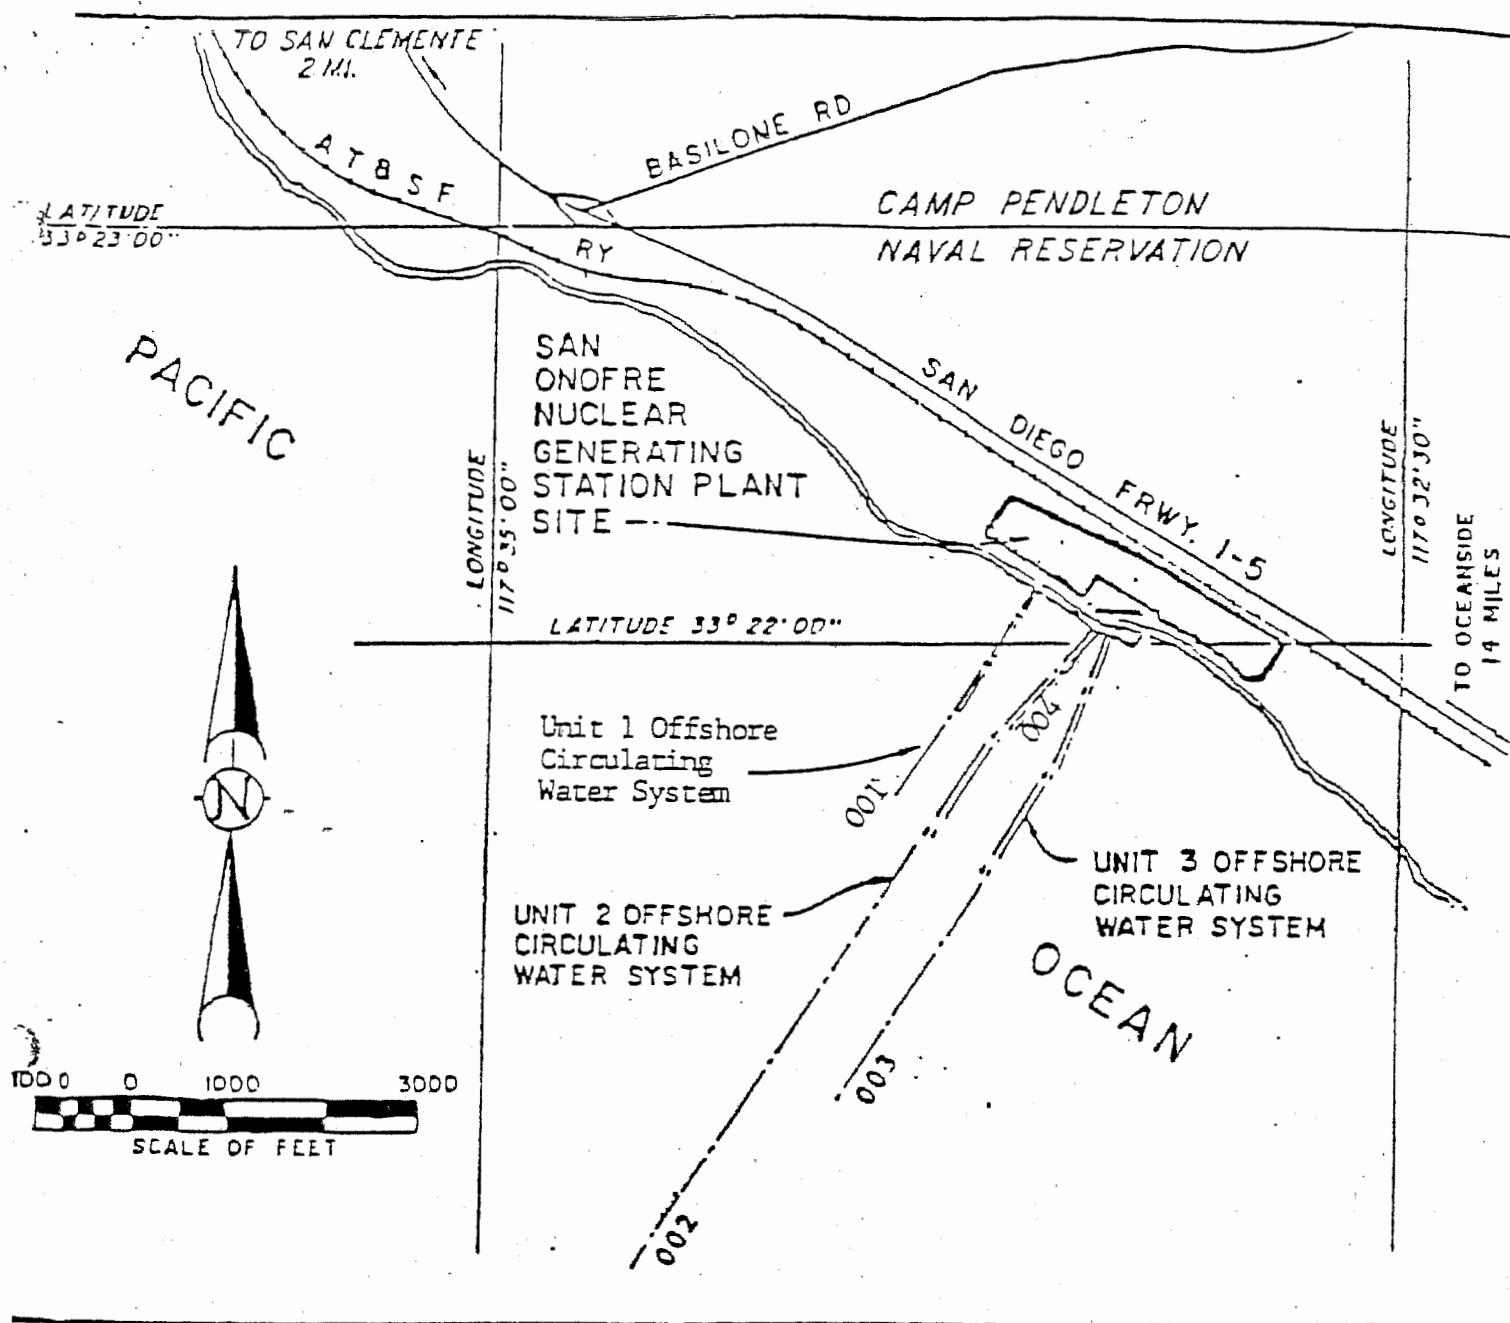 TO SAN CLEMENTE
2 MI.
BASILONE RD
A T & S F
RY
LATITUDE
33° 23' 00"
CAMP PENDLETON
NAVAL RESERVATION
PACIFIC
SAN
ONOFRE
NUCLEAR
GENERATING
STATION PLANT
SITE
SAN DIEGO FRWY. I-5
LONGITUDE
117° 35' 00"
LONGITUDE
117° 32' 30"
TO OCEANSIDE
14 MILES
LATITUDE 33° 22' 00"
Unit 1 Offshore
Circulating
Water System
001
004
N
UNIT 3 OFFSHORE
CIRCULATING
WATER SYSTEM
UNIT 2 OFFSHORE
CIRCULATING
WATER SYSTEM
OCEAN
003
002
1000 0 1000 3000
SCALE OF FEET